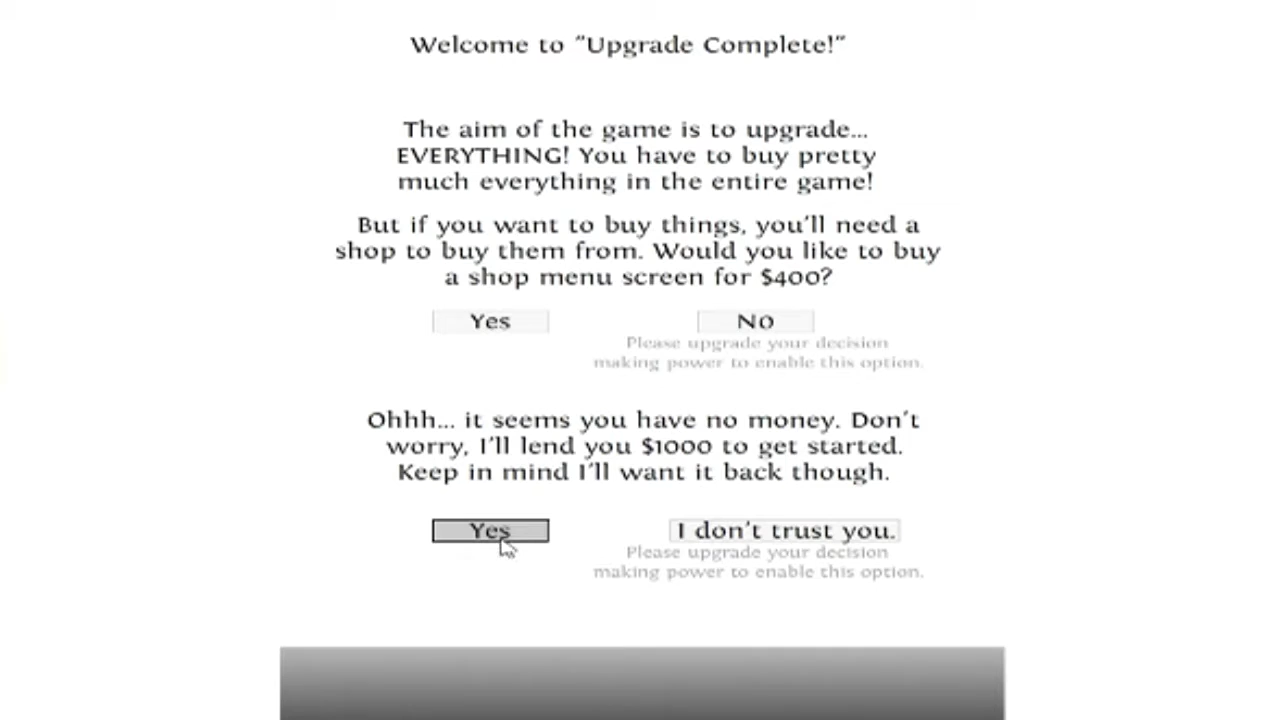 Welcome to "Upgrade Complete!"
The aim of the game is to upgrade...
EVERYTHING! You have to buy pretty
much everything in the entire game!
But if you want to buy things, you'll need a
shop to buy them from. Would you like to buy
a shop menu screen for $400?
Yes
No
Please upgrade your decision
making power to enable this option.
Ohhh... it seems you have no money. Don't
worry, I'll lend you $1000 to get started.
Keep in mind I'll want it back though.
Yes
I don't trust you.
Please upgrade your decision
making power to enable this option.